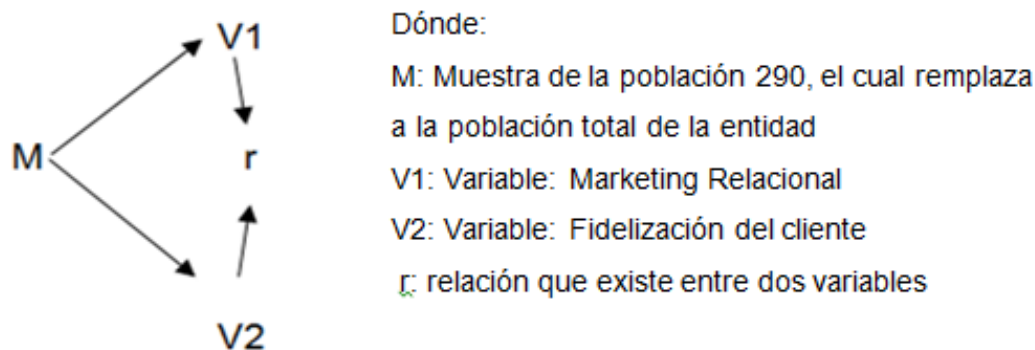 V1
M
r
V2
Dónde:
M: Muestra de la población 290, el cual remplaza
a la población total de la entidad
V1: Variable: Marketing Relacional
V2: Variable: Fidelización del cliente
r: relación que existe entre dos variables